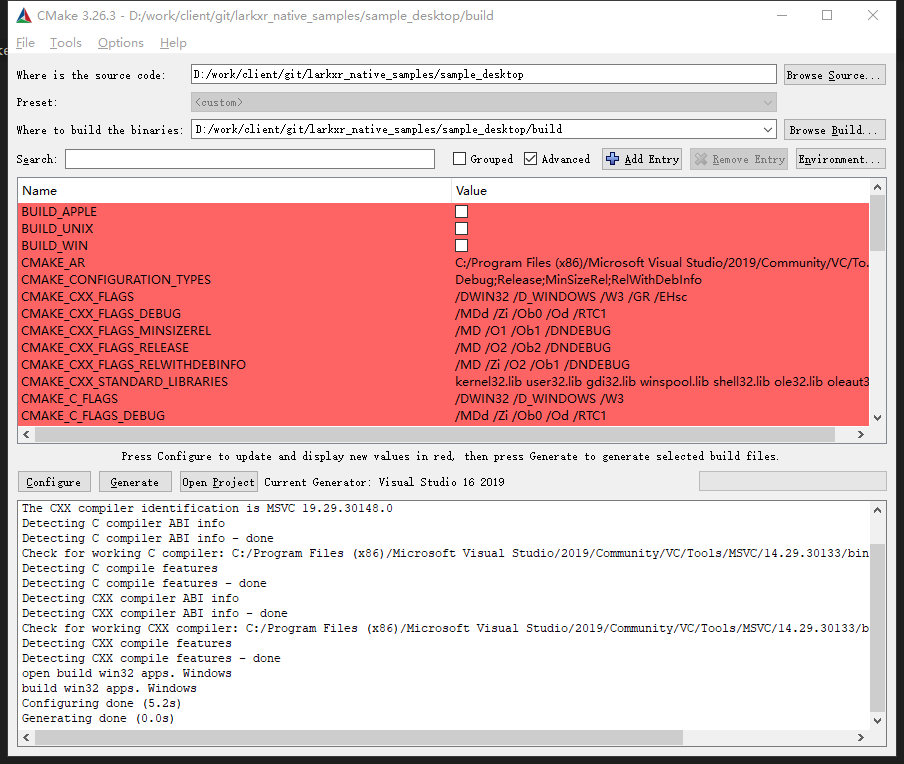 CMake 3.26.3 - D:/work/client/git/larkxr_native_samples/sample_desktop/build
File Tools Options Help
Where is the source code: D:/work/client/git/larkxr_native_samples/sample_desktop Browse Source...
Preset: <custom>
Where to build the binaries: D:/work/client/git/larkxr_native_samples/sample_desktop/build Browse Build...
Search: Grouped Advanced Add Entry Remove Entry Environment...
Name Value
BUILD_APPLE
BUILD_UNIX
BUILD_WIN
CMAKE_AR C:/Program Files (x86)/Microsoft Visual Studio/2019/Community/VC/To...
CMAKE_CONFIGURATION_TYPES Debug;Release;MinSizeRel;RelWithDebInfo
CMAKE_CXX_FLAGS /DWIN32 /D_WINDOWS /W3 /GR /EHsc
CMAKE_CXX_FLAGS_DEBUG /MDd /Zi /Ob0 /Od /RTC1
CMAKE_CXX_FLAGS_MINSIZEREL /MD /O1 /Ob1 /DNDEBUG
CMAKE_CXX_FLAGS_RELEASE /MD /O2 /Ob2 /DNDEBUG
CMAKE_CXX_FLAGS_RELWITHDEBINFO /MD /Zi /O2 /Ob1 /DNDEBUG
CMAKE_CXX_STANDARD_LIBRARIES kernel32.lib user32.lib gdi32.lib winspool.lib shell32.lib ole32.lib oleaut3
CMAKE_C_FLAGS /DWIN32 /D_WINDOWS /W3
CMAKE_C_FLAGS_DEBUG /MDd /Zi /Ob0 /Od /RTC1
Press Configure to update and display new values in red, then press Generate to generate selected build files.
Configure Generate Open Project Current Generator: Visual Studio 16 2019
The CXX compiler identification is MSVC 19.29.30148.0
Detecting C compiler ABI info
Detecting C compiler ABI info - done
Check for working C compiler: C:/Program Files (x86)/Microsoft Visual Studio/2019/Community/VC/Tools/MSVC/14.29.30133/bin
Detecting C compile features
Detecting C compile features - done
Detecting CXX compiler ABI info
Detecting CXX compiler ABI info - done
Check for working CXX compiler: C:/Program Files (x86)/Microsoft Visual Studio/2019/Community/VC/Tools/MSVC/14.29.30133/b
Detecting CXX compile features
Detecting CXX compile features - done
open build win32 apps. Windows
build win32 apps. Windows
Configuring done (5.2s)
Generating done (0.0s)